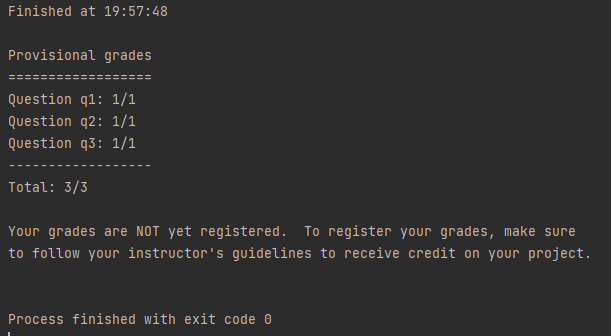 Finished at 19:57:48
Provisional grades
==================
Question q1: 1/1
Question q2: 1/1
Question q3: 1/1
------------------
Total: 3/3
Your grades are NOT yet registered.  To register your grades, make sure
to follow your instructor's guidelines to receive credit on your project.
Process finished with exit code 0